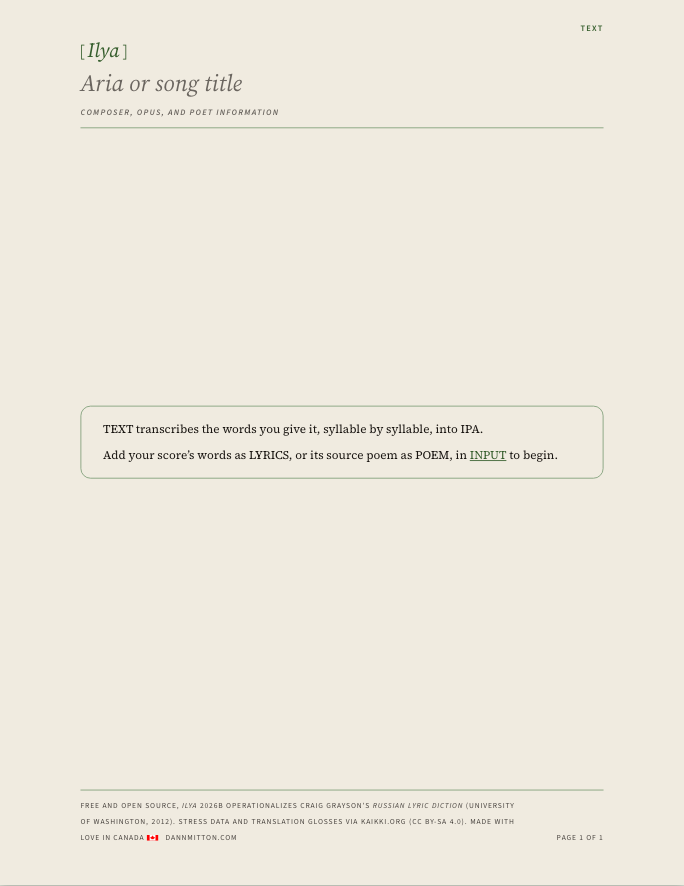 TEXT
[Ilya]
Aria or song title
COMPOSER, OPUS, AND POET INFORMATION
TEXT transcribes the words you give it, syllable by syllable, into IPA.
Add your score’s words as LYRICS, or its source poem as POEM, in INPUT to begin.
FREE AND OPEN SOURCE, ILYA 2026B OPERATIONALIZES CRAIG GRAYSON’S RUSSIAN LYRIC DICTION (UNIVERSITY
OF WASHINGTON, 2012). STRESS DATA AND TRANSLATION GLOSSES VIA KAIKKI.ORG (CC BY-SA 4.0). MADE WITH
LOVE IN CANADA 🇨🇦 DANNMITTON.COM
PAGE 1 OF 1